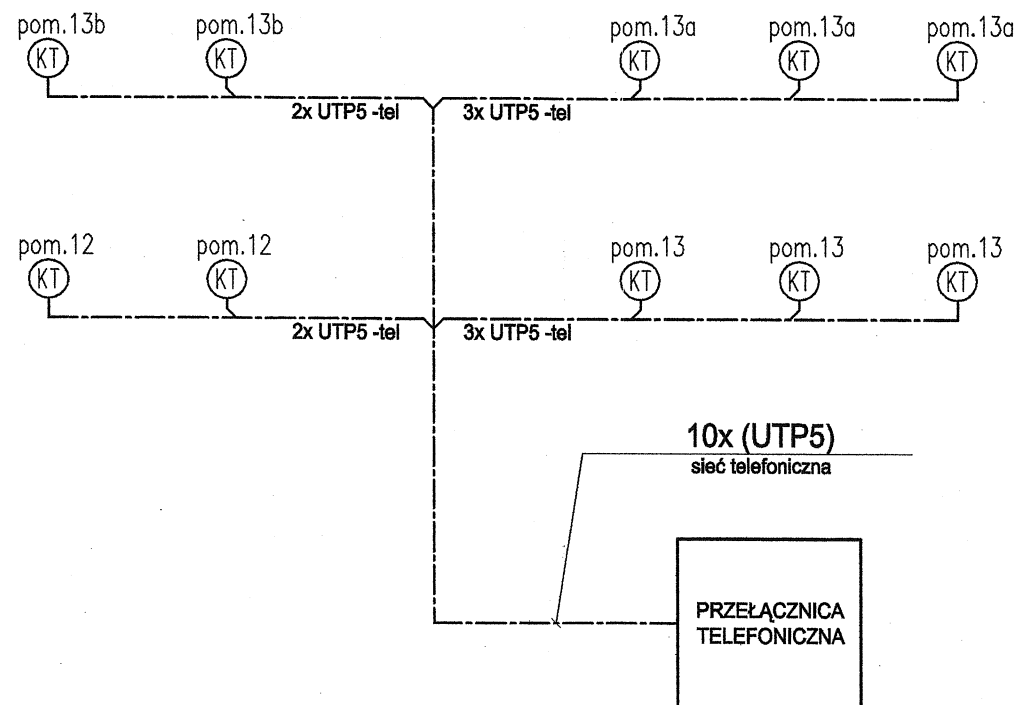 pom.13b pom.13b pom.13a pom.13a pom.13a
KT KT KT KT KT
2x UTP5 -tel 3x UTP5 -tel
pom.12 pom.12 pom.13 pom.13 pom.13
KT KT KT KT KT
2x UTP5 -tel 3x UTP5 -tel
10x (UTP5)
sieć telefoniczna
PRZEŁĄCZNICA
TELEFONICZNA